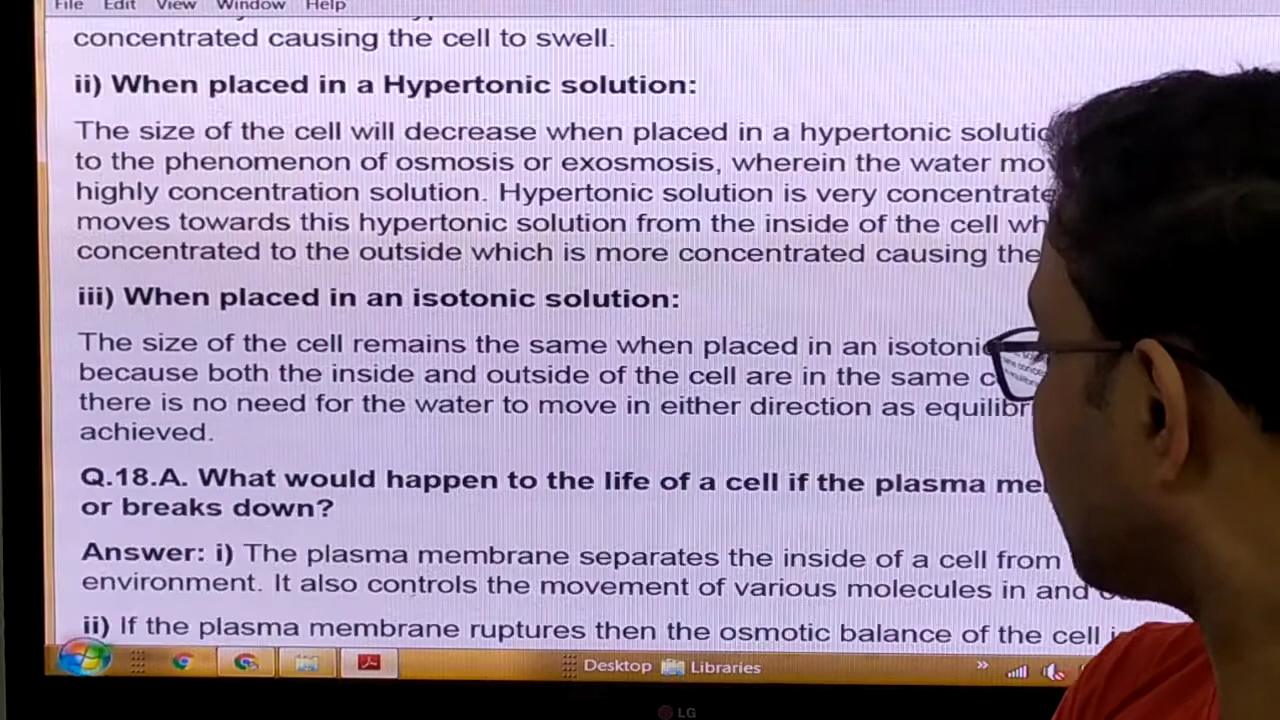 File Edit View Window Help
concentrated causing the cell to swell.
ii) When placed in a Hypertonic solution:
The size of the cell will decrease when placed in a hypertonic solutio
to the phenomenon of osmosis or exosmosis, wherein the water mov
highly concentration solution. Hypertonic solution is very concentrate
moves towards this hypertonic solution from the inside of the cell wh
concentrated to the outside which is more concentrated causing the
iii) When placed in an isotonic solution:
The size of the cell remains the same when placed in an isotonic
because both the inside and outside of the cell are in the same c
there is no need for the water to move in either direction as equilibr
achieved.
Q.18.A. What would happen to the life of a cell if the plasma me
or breaks down?
Answer: i) The plasma membrane separates the inside of a cell from
environment. It also controls the movement of various molecules in and
ii) If the plasma membrane ruptures then the osmotic balance of the cell
Desktop Libraries
LG